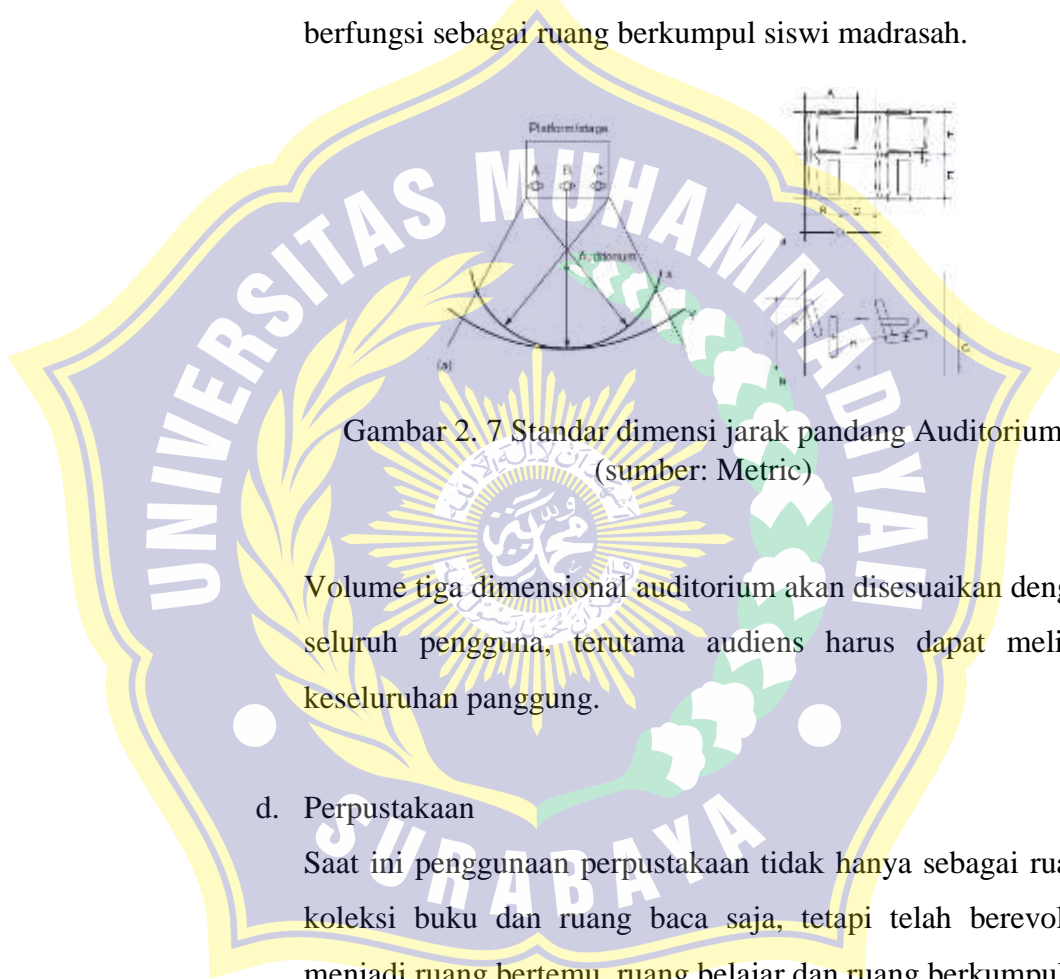 berfungsi sebagai ruang berkumpul siswi madrasah.
Platform/stage
A B C
Auditorium
(a)
Gambar 2. 7 Standar dimensi jarak pandang Auditorium
(sumber: Metric)
Volume tiga dimensional auditorium akan disesuaikan deng
seluruh pengguna, terutama audiens harus dapat meli
keseluruhan panggung.
d. Perpustakaan
Saat ini penggunaan perpustakaan tidak hanya sebagai rua
koleksi buku dan ruang baca saja, tetapi telah berevol
menjadi ruang bertemu, ruang belajar dan ruang berkumpul
UNIVERSITAS MUHAMMADIYAH
SURABAYA